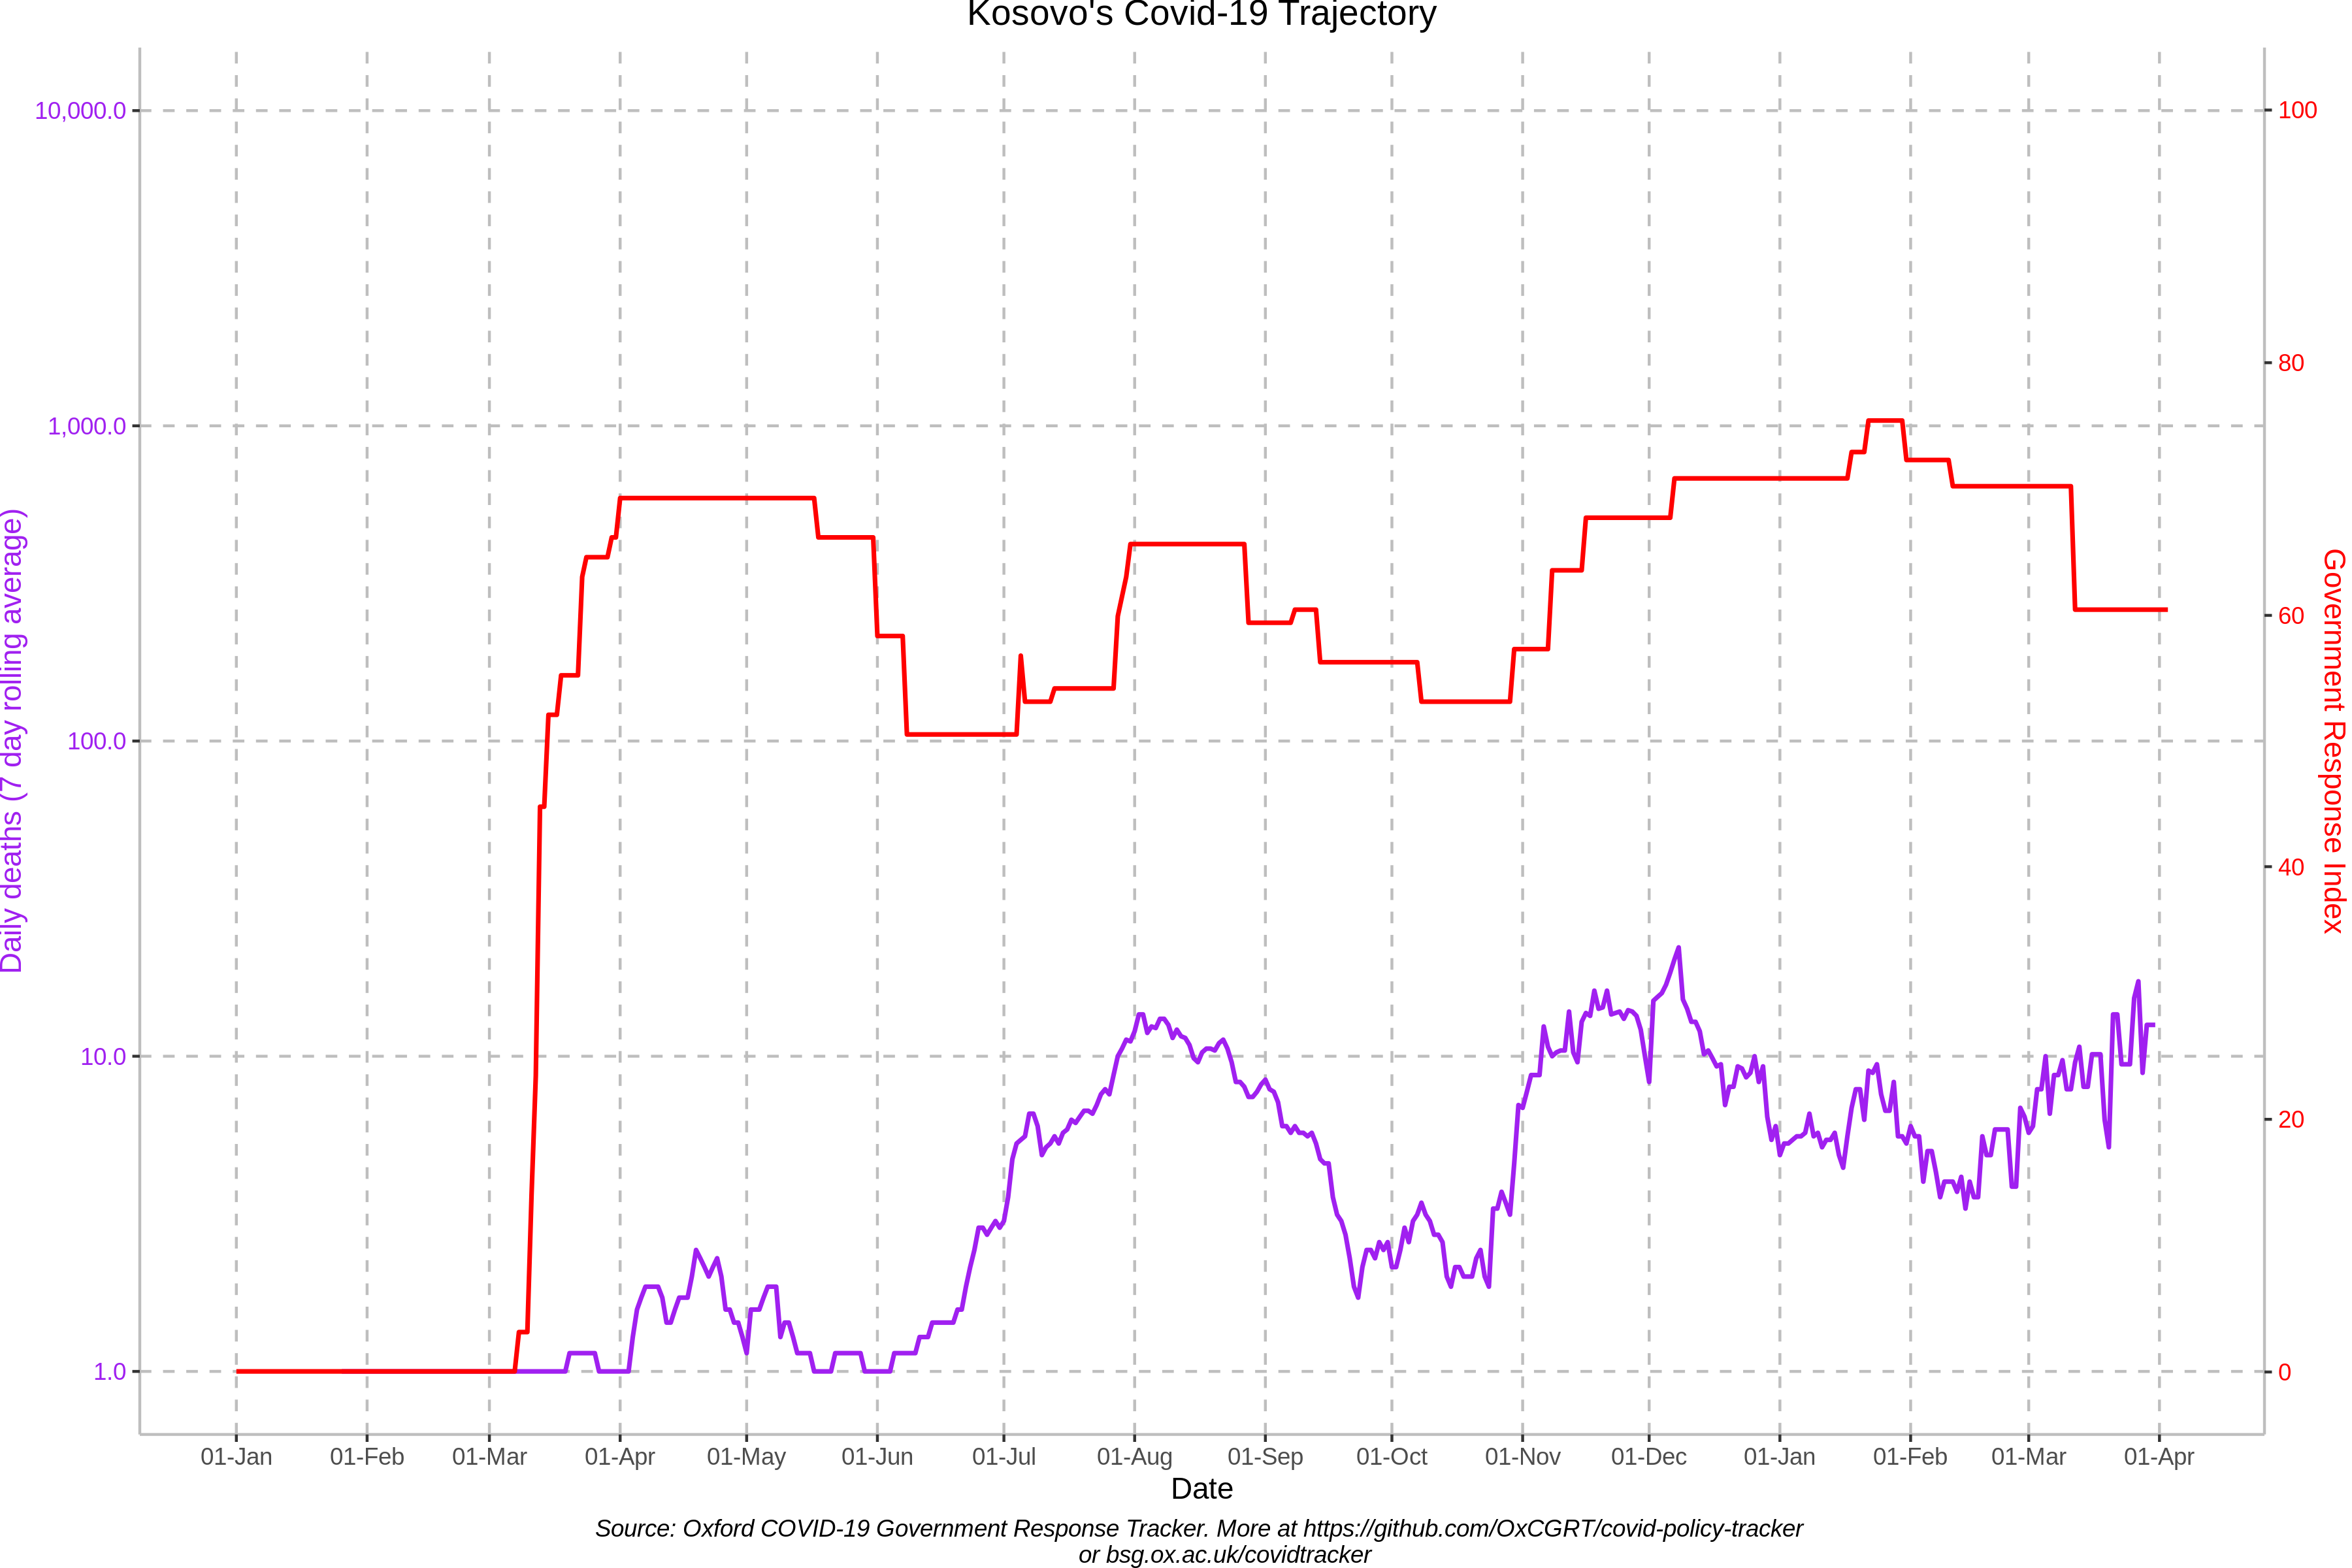 Kosovo's Covid-19 Trajectory
10,000.0
1,000.0
100.0
10.0
1.0
Daily deaths (7 day rolling average)
100
80
60
40
20
0
Government Response Index
01-Jan 01-Feb 01-Mar 01-Apr 01-May 01-Jun 01-Jul 01-Aug 01-Sep 01-Oct 01-Nov 01-Dec 01-Jan 01-Feb 01-Mar 01-Apr
Date
Source: Oxford COVID-19 Government Response Tracker. More at https://github.com/OxCGRT/covid-policy-tracker
or bsg.ox.ac.uk/covidtracker